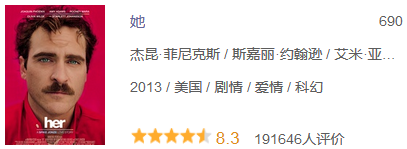 her
她
690
杰昆·菲尼克斯 / 斯嘉丽·约翰逊 / 艾米·亚...
2013 / 美国 / 剧情 / 爱情 / 科幻
8.3 191646人评价